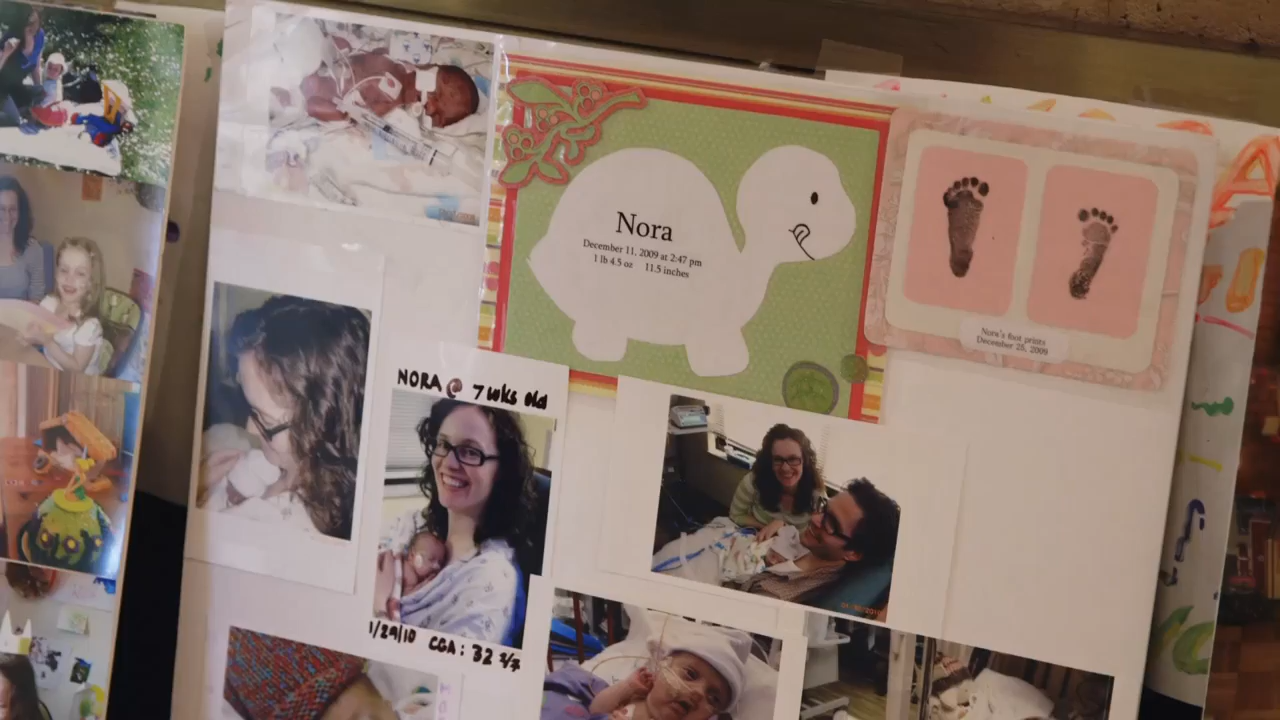 Nora
December 11, 2009 at 2:47 pm
1 lb 4.5 oz 11.5 inches
Nora's foot prints
December 25, 2009
NORA @ 7 wks old
1/29/10 CGA: 32 2/7